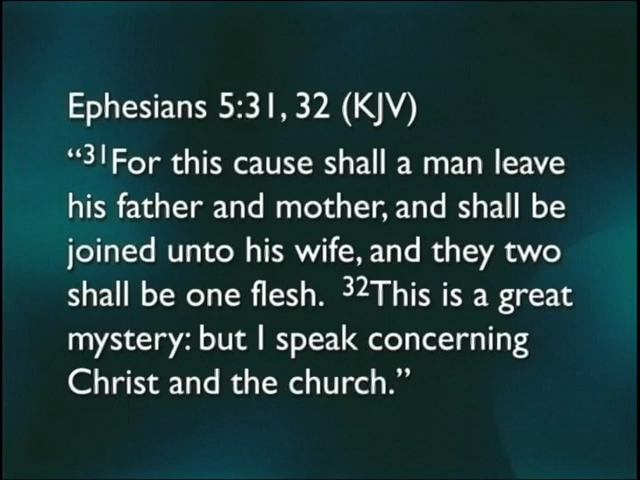 Ephesians 5:31, 32 (KJV)
“³¹For this cause shall a man leave
his father and mother, and shall be
joined unto his wife, and they two
shall be one flesh. ³²This is a great
mystery: but I speak concerning
Christ and the church.”